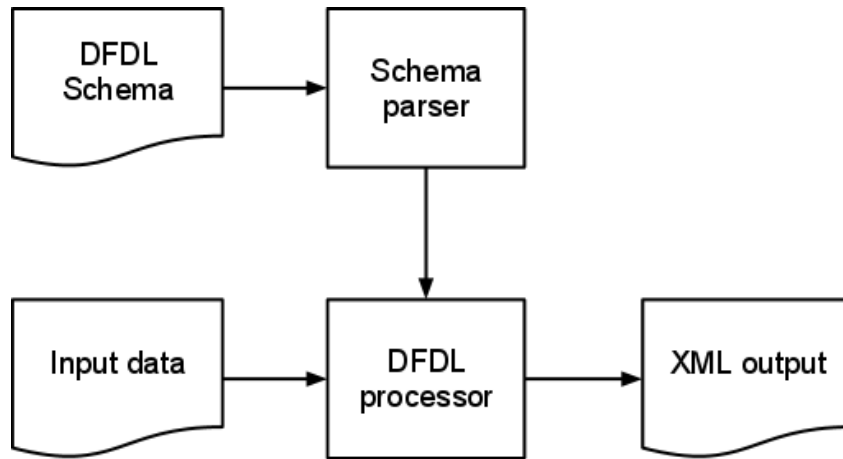 DFDL
Schema
Schema
parser
Input data
DFDL
processor
XML output